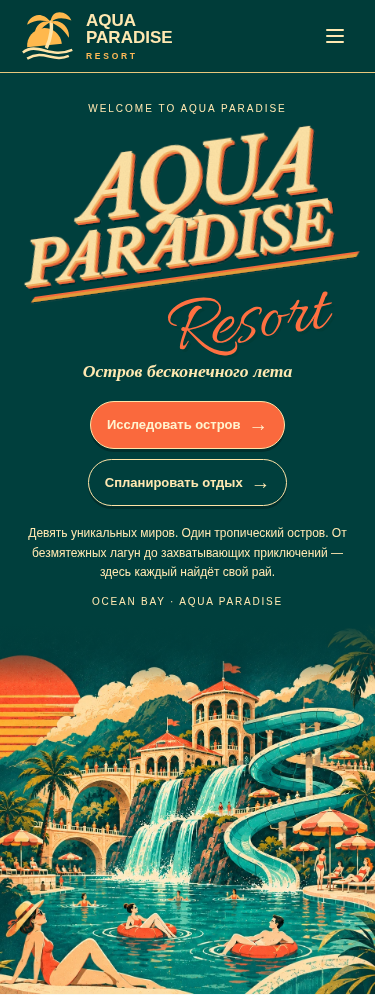 AQUA
PARADISE
RESORT
WELCOME TO AQUA PARADISE
AQUA
PARADISE
Resort
Остров бесконечного лета
Исследовать остров →
Спланировать отдых →
Девять уникальных миров. Один тропический остров. От
безмятежных лагун до захватывающих приключений —
здесь каждый найдёт свой рай.
OCEAN BAY · AQUA PARADISE